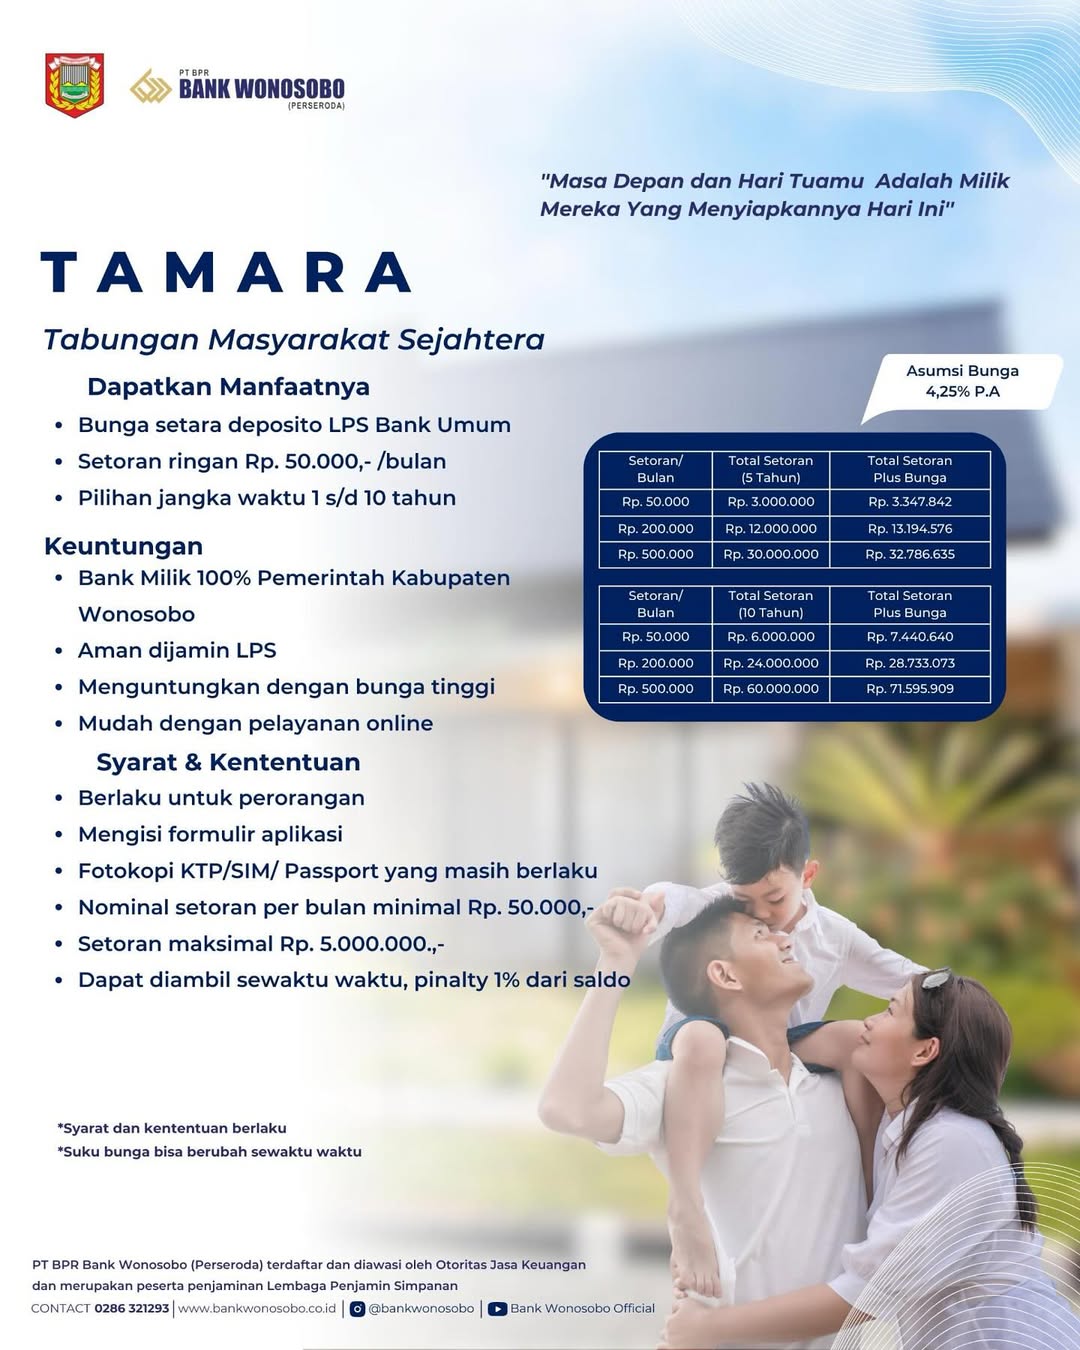 PT BPR
BANK WONOSOBO
(PERSERODA)
"Masa Depan dan Hari Tuamu Adalah Milik
Mereka Yang Menyiapkannya Hari Ini"
TAMARA
Tabungan Masyarakat Sejahtera
Dapatkan Manfaatnya
• Bunga setara deposito LPS Bank Umum
• Setoran ringan Rp. 50.000,- /bulan
• Pilihan jangka waktu 1 s/d 10 tahun
Keuntungan
• Bank Milik 100% Pemerintah Kabupaten
Wonosobo
• Aman dijamin LPS
• Menguntungkan dengan bunga tinggi
• Mudah dengan pelayanan online
Syarat & Kententuan
• Berlaku untuk perorangan
• Mengisi formulir aplikasi
• Fotokopi KTP/SIM/ Passport yang masih berlaku
• Nominal setoran per bulan minimal Rp. 50.000,-
• Setoran maksimal Rp. 5.000.000.,-
• Dapat diambil sewaktu waktu, pinalty 1% dari saldo
Asumsi Bunga
4,25% P.A
Setoran/ Total Setoran Total Setoran
Bulan (5 Tahun) Plus Bunga
Rp. 50.000 Rp. 3.000.000 Rp. 3.347.842
Rp. 200.000 Rp. 12.000.000 Rp. 13.194.576
Rp. 500.000 Rp. 30.000.000 Rp. 32.786.635
Setoran/ Total Setoran Total Setoran
Bulan (10 Tahun) Plus Bunga
Rp. 50.000 Rp. 6.000.000 Rp. 7.440.640
Rp. 200.000 Rp. 24.000.000 Rp. 28.733.073
Rp. 500.000 Rp. 60.000.000 Rp. 71.595.909
*Syarat dan kententuan berlaku
*Suku bunga bisa berubah sewaktu waktu
PT BPR Bank Wonosobo (Perseroda) terdaftar dan diawasi oleh Otoritas Jasa Keuangan
dan merupakan peserta penjaminan Lembaga Penjamin Simpanan
CONTACT 0286 321293 | www.bankwonosobo.co.id | @bankwonosobo | Bank Wonosobo Official